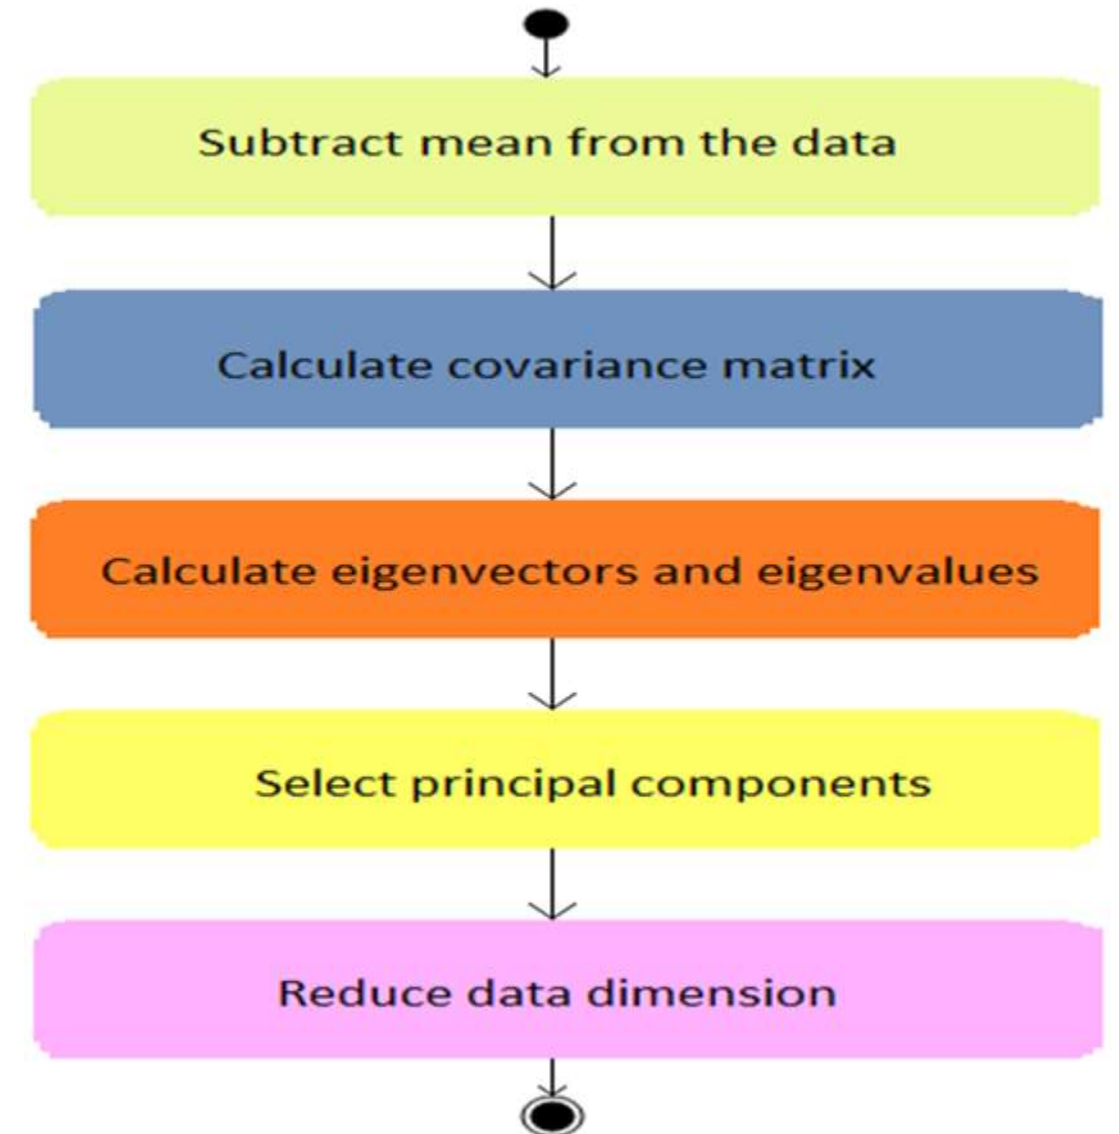 Subtract mean from the data
Calculate covariance matrix
Calculate eigenvectors and eigenvalues
Select principal components
Reduce data dimension